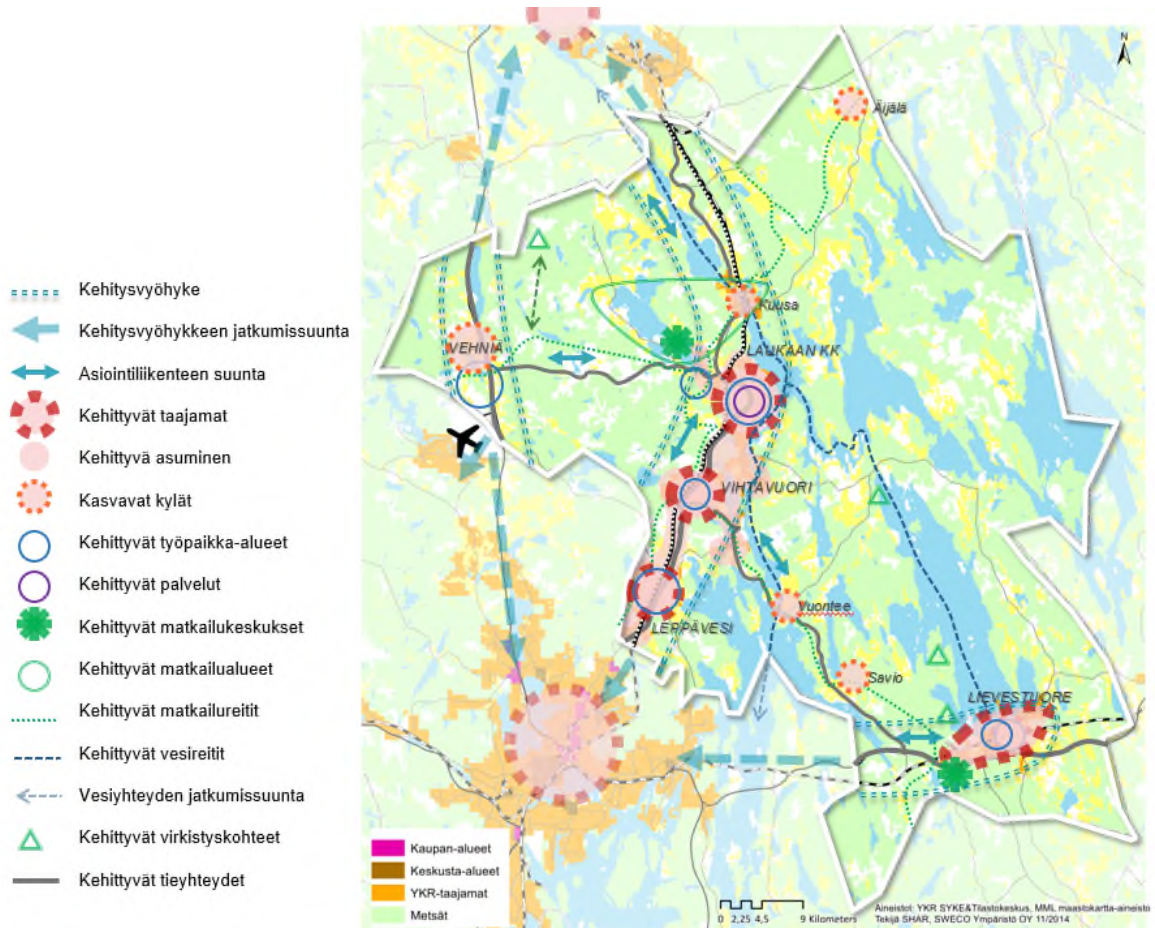 N
Äijälä
Kuusa
LAUKAAN KK
VEHNIÄ
VIHTAVUORI
Vuontee
LEPPÄVESI
Savio
LIEVESTUORE
Kehitysvyöhyke
Kehitysvyöhykkeen jatkumissuunta
Asiointiliikenteen suunta
Kehittyvät taajamat
Kehittyvä asuminen
Kasvavat kylät
Kehittyvät työpaikka-alueet
Kehittyvät palvelut
Kehittyvät matkailukeskukset
Kehittyvät matkailualueet
Kehittyvät matkailureitit
Kehittyvät vesireitit
Vesiyhteyden jatkumissuunta
Kehittyvät virkistyskohteet
Kehittyvät tieyhteydet
Kaupan-alueet
Keskusta-alueet
YKR-taajamat
Metsät
0 2,25 4,5 9 Kilometers
Aineistot: YKR SYKE&Tilastokeskus, MML maastokartta-aineisto
Tekijä SHAR, SWECO Ympäristö OY 11/2014